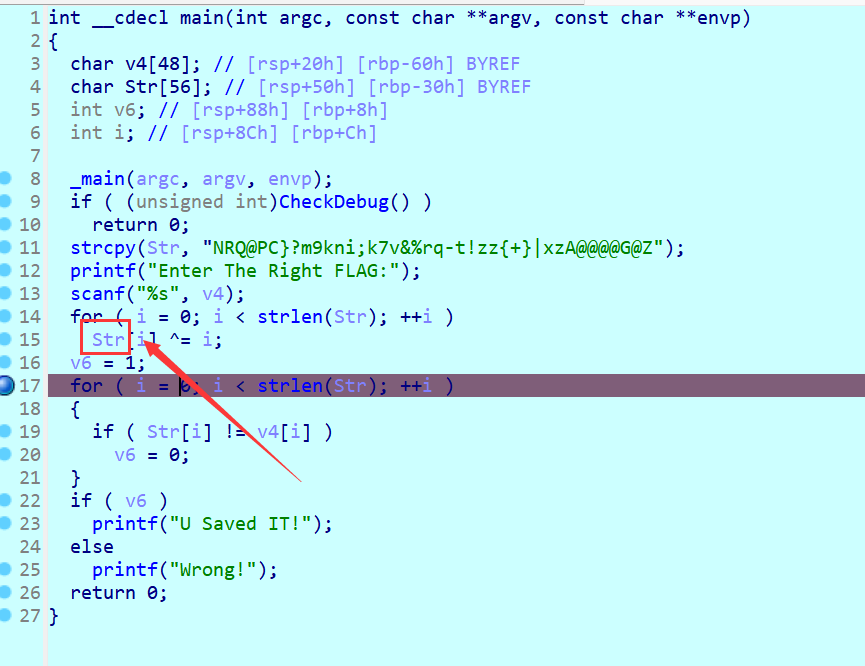 1 int __cdecl main(int argc, const char **argv, const char **envp)
2 {
3 char v4[48]; // [rsp+20h] [rbp-60h] BYREF
4 char Str[56]; // [rsp+50h] [rbp-30h] BYREF
5 int v6; // [rsp+88h] [rbp+8h]
6 int i; // [rsp+8Ch] [rbp+Ch]
7
8 _main(argc, argv, envp);
9 if ( (unsigned int)CheckDebug() )
10 return 0;
11 strcpy(Str, "NRQ@PC}?m9kni;k7v&%rq-t!zz{+}|xzA@@@@G@Z");
12 printf("Enter The Right FLAG:");
13 scanf("%s", v4);
14 for ( i = 0; i < strlen(Str); ++i )
15 Str[i] ^= i;
16 v6 = 1;
17 for ( i = 0; i < strlen(Str); ++i )
18 {
19 if ( Str[i] != v4[i] )
20 v6 = 0;
21 }
22 if ( v6 )
23 printf("U Saved IT!");
24 else
25 printf("Wrong!");
26 return 0;
27 }